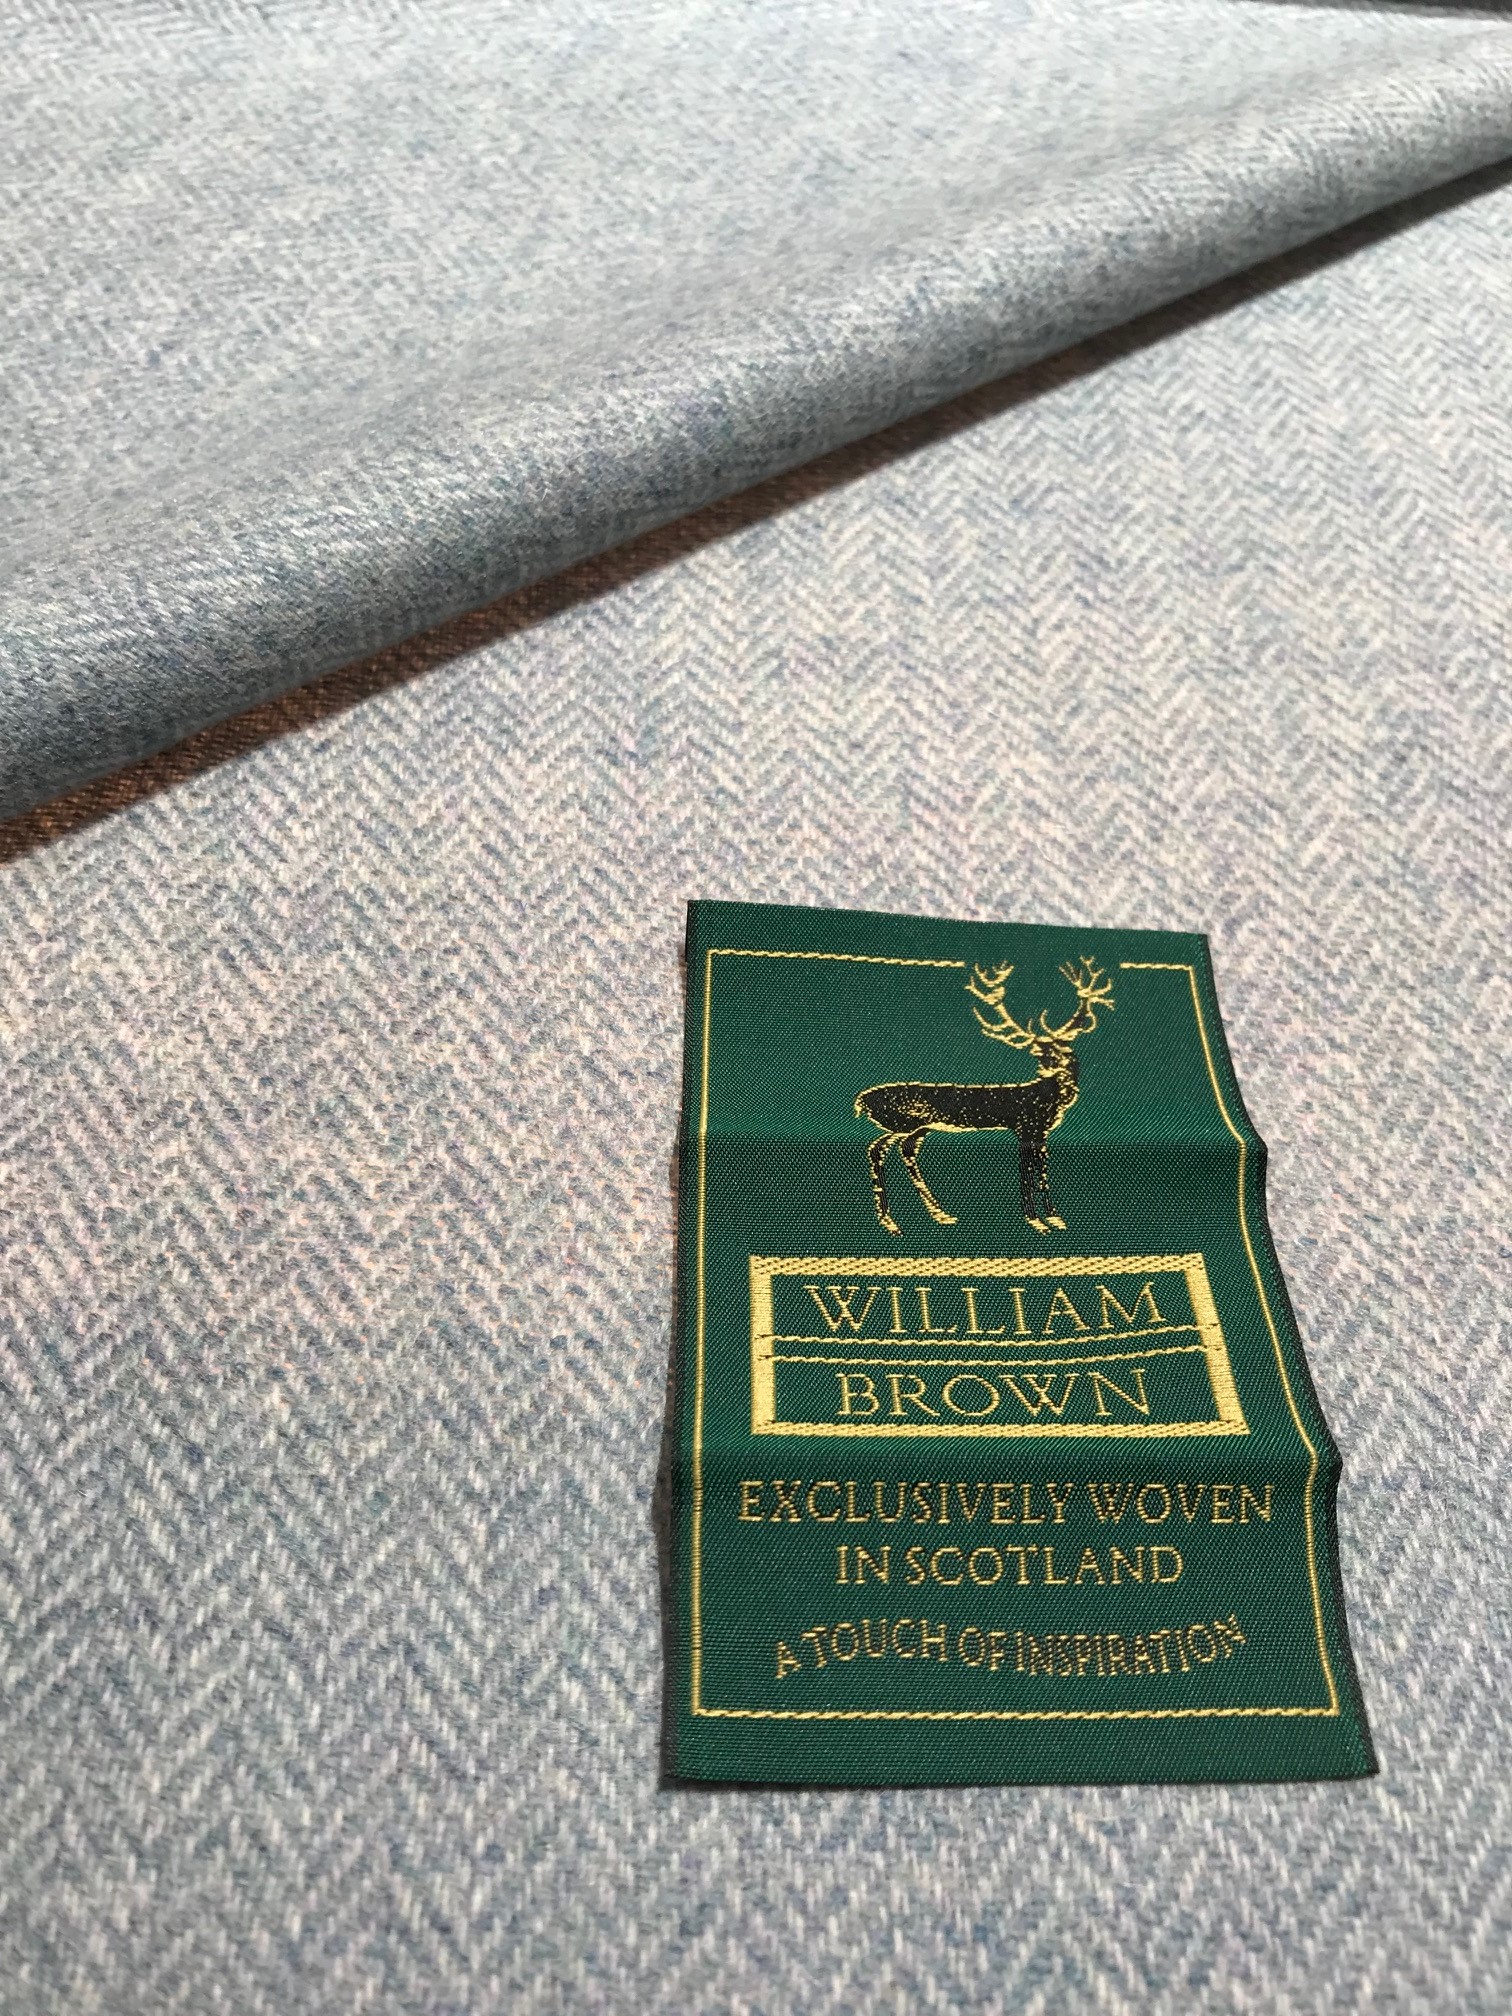 WILLIAM
BROWN
EXCLUSIVELY WOVEN
IN SCOTLAND
A TOUCH OF INSPIRATION